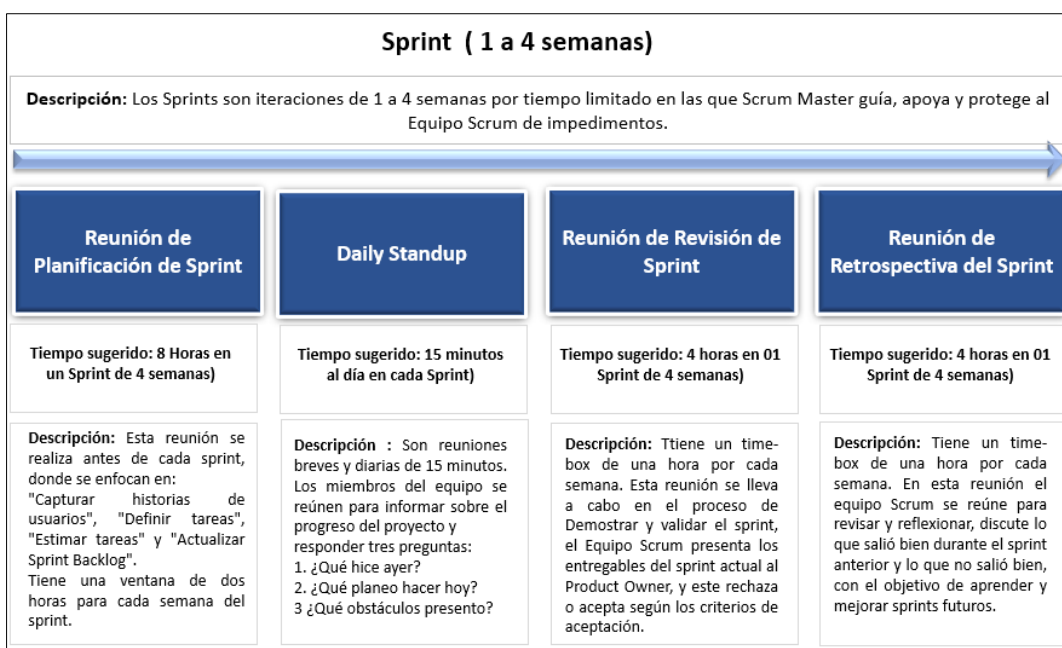 Sprint  ( 1 a 4 semanas)
Descripción: Los Sprints son iteraciones de 1 a 4 semanas por tiempo limitado en las que Scrum Master guía, apoya y protege al
Equipo Scrum de impedimentos.
Reunión de
Planificación de Sprint
Tiempo sugerido: 8 Horas en
un Sprint de 4 semanas)
Descripción: Esta reunión se
realiza antes de cada sprint,
donde se enfocan en:
"Capturar historias de
usuarios", "Definir tareas",
"Estimar tareas" y "Actualizar
Sprint Backlog".
Tiene una ventana de dos
horas para cada semana del
sprint.
Daily Standup
Tiempo sugerido: 15 minutos
al día en cada Sprint)
Descripción : Son reuniones
breves y diarias de 15 minutos.
Los miembros del equipo se
reúnen para informar sobre el
progreso del proyecto y
responder tres preguntas:
1. ¿Qué hice ayer?
2. ¿Qué planeo hacer hoy?
3 ¿Qué obstáculos presento?
Reunión de Revisión de
Sprint
Tiempo sugerido: 4 horas en 01
Sprint de 4 semanas)
Descripción: Ttiene un time-
box de una hora por cada
semana. Esta reunión se lleva
a cabo en el proceso de
Demostrar y validar el sprint,
el Equipo Scrum presenta los
entregables del sprint actual al
Product Owner, y este rechaza
o acepta según los criterios de
aceptación.
Reunión de
Retrospectiva del Sprint
Tiempo sugerido: 4 horas en 01
Sprint de 4 semanas)
Descripción: Tiene un time-
box de una hora por cada
semana. En esta reunión el
equipo Scrum se reúne para
revisar y reflexionar, discute lo
que salió bien durante el sprint
anterior y lo que no salió bien,
con el objetivo de aprender y
mejorar sprints futuros.